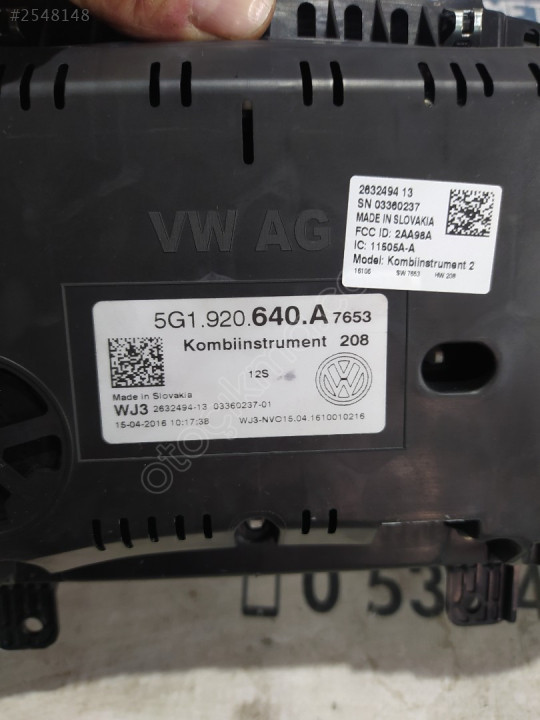 #2548148
VW AG
2632494 13
SN 03360237
MADE IN SLOVAKIA
FCC ID: 2AA98A
IC: 11505A-A
Model: Kombiinstrument 2
16106 SW 7653 HW 208
5G1.920.640.A 7653
Kombiinstrument 208
12S
Made in Slovakia
WJ3 2632494-13 03360237-01
15-04-2016 10:17:38 WJ3-NVC15.04.1610010216
0 53